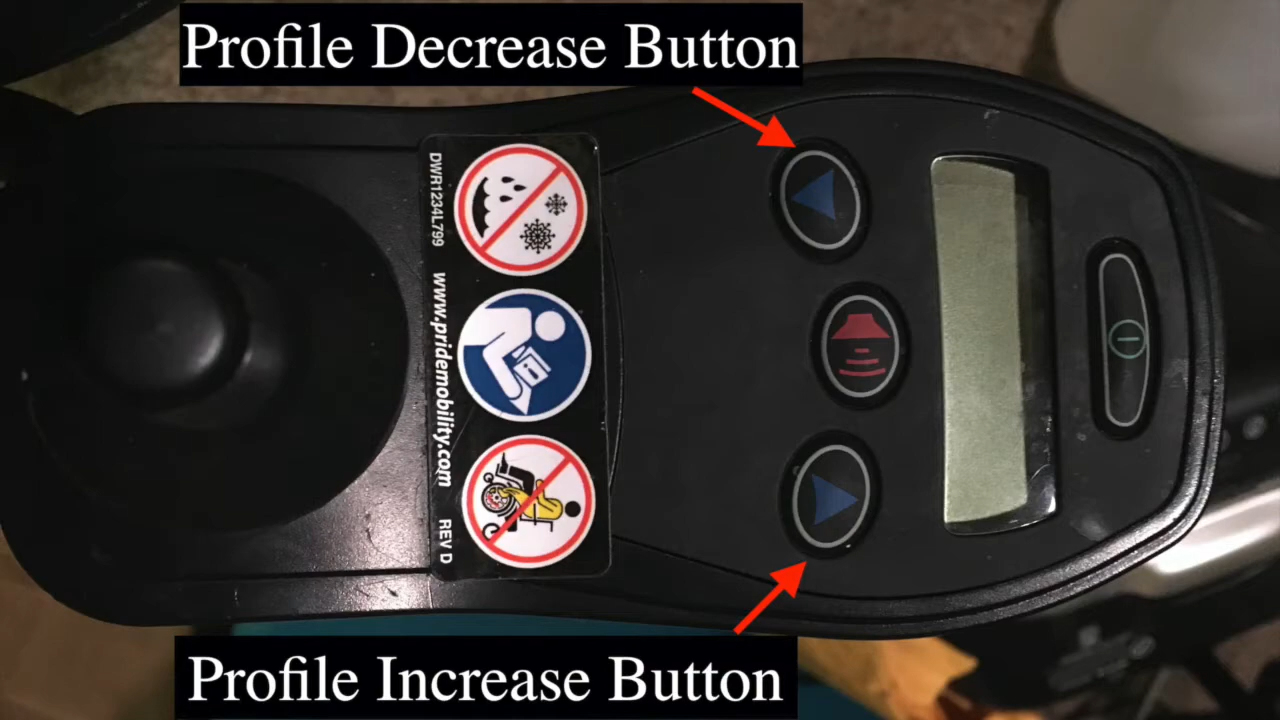 Profile Decrease Button
DWR1234L799
www.pridemobility.com
REV D
Profile Increase Button